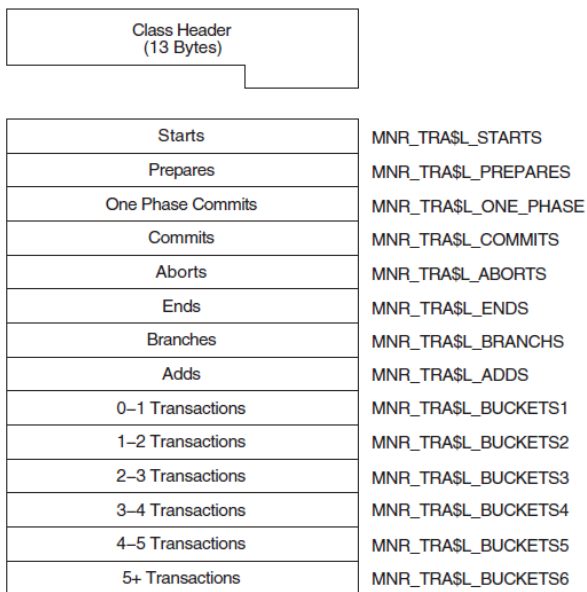 Class Header
(13 Bytes)
Starts MNR_TRA$L_STARTS
Prepares MNR_TRA$L_PREPARES
One Phase Commits MNR_TRA$L_ONE_PHASE
Commits MNR_TRA$L_COMMITS
Aborts MNR_TRA$L_ABORTS
Ends MNR_TRA$L_ENDS
Branches MNR_TRA$L_BRANCHS
Adds MNR_TRA$L_ADDS
0–1 Transactions MNR_TRA$L_BUCKETS1
1–2 Transactions MNR_TRA$L_BUCKETS2
2–3 Transactions MNR_TRA$L_BUCKETS3
3–4 Transactions MNR_TRA$L_BUCKETS4
4–5 Transactions MNR_TRA$L_BUCKETS5
5+ Transactions MNR_TRA$L_BUCKETS6